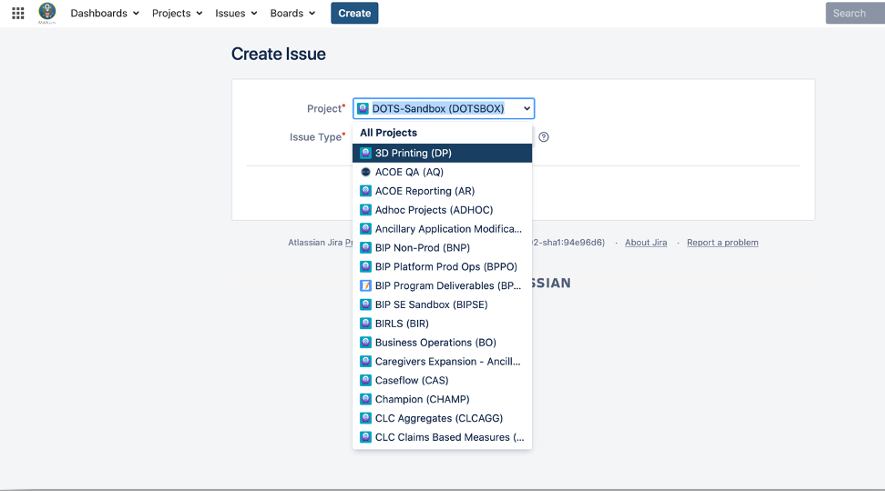 Dashboards Projects Issues Boards Create Search
Create Issue
Project* DOTS-Sandbox (DOTSBOX)
Issue Type*
All Projects
3D Printing (DP)
ACOE QA (AQ)
ACOE Reporting (AR)
Adhoc Projects (ADHOC)
Ancillary Application Modifica...
BIP Non-Prod (BNP)
BIP Platform Prod Ops (BPPO)
BIP Program Deliverables (BP...
BIP SE Sandbox (BIPSE)
BIRLS (BIR)
Business Operations (BO)
Caregivers Expansion - Ancill...
Caseflow (CAS)
Champion (CHAMP)
CLC Aggregates (CLCAGG)
CLC Claims Based Measures (...
Atlassian Jira P 02-sha1:94e96d6) · About Jira · Report a problem
SSIAN